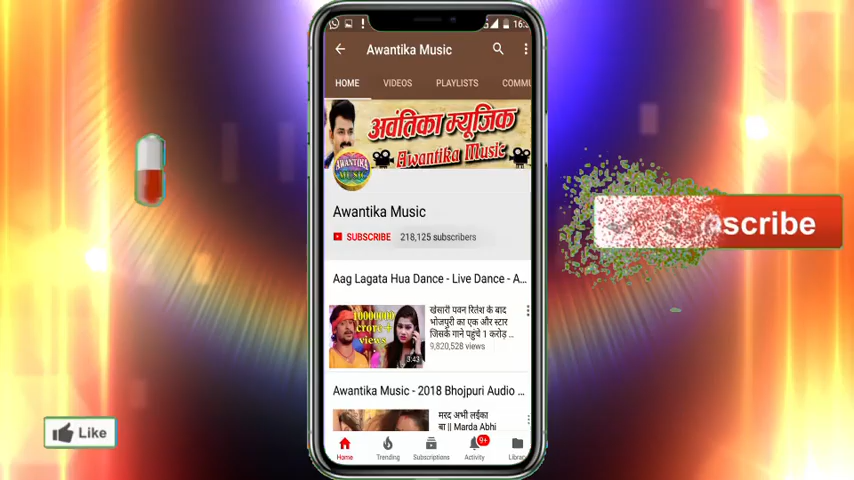 16:
Awantika Music
HOME VIDEOS PLAYLISTS COMMU
अवंतिका म्यूजिक
Awantika Music
AWANTIKA
MUSIC
Awantika Music
SUBSCRIBE 218,125 subscribers
scribe
Aag Lagata Hua Dance - Live Dance - A...
10000000
crore +
views
3:43
खेसारी पवन रितेश के बाद
भोजपुरी का एक और स्टार
जिसके गाने पहुंचे 1 करोड़ ...
9,820,528 views
Awantika Music - 2018 Bhojpuri Audio ...
मरद अभी लईका
बा || Marda Abhi
Like
9+
Home Trending Subscriptions Activity Librar